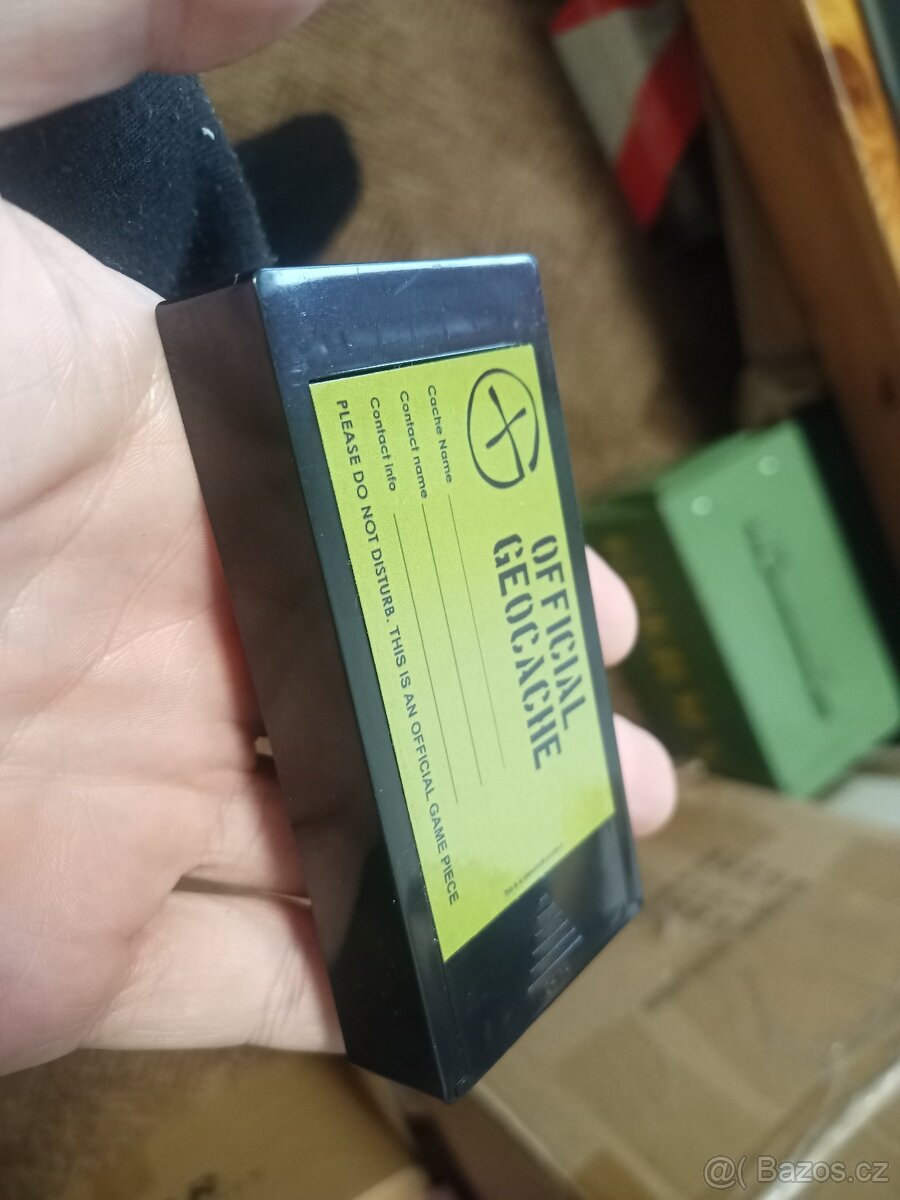 OFFICIAL
GEOCACHE
Cache Name
Contact name
Contact info
PLEASE DO NOT DISTURB. THIS IS AN OFFICIAL GAME PIECE
@( Bazos.cz